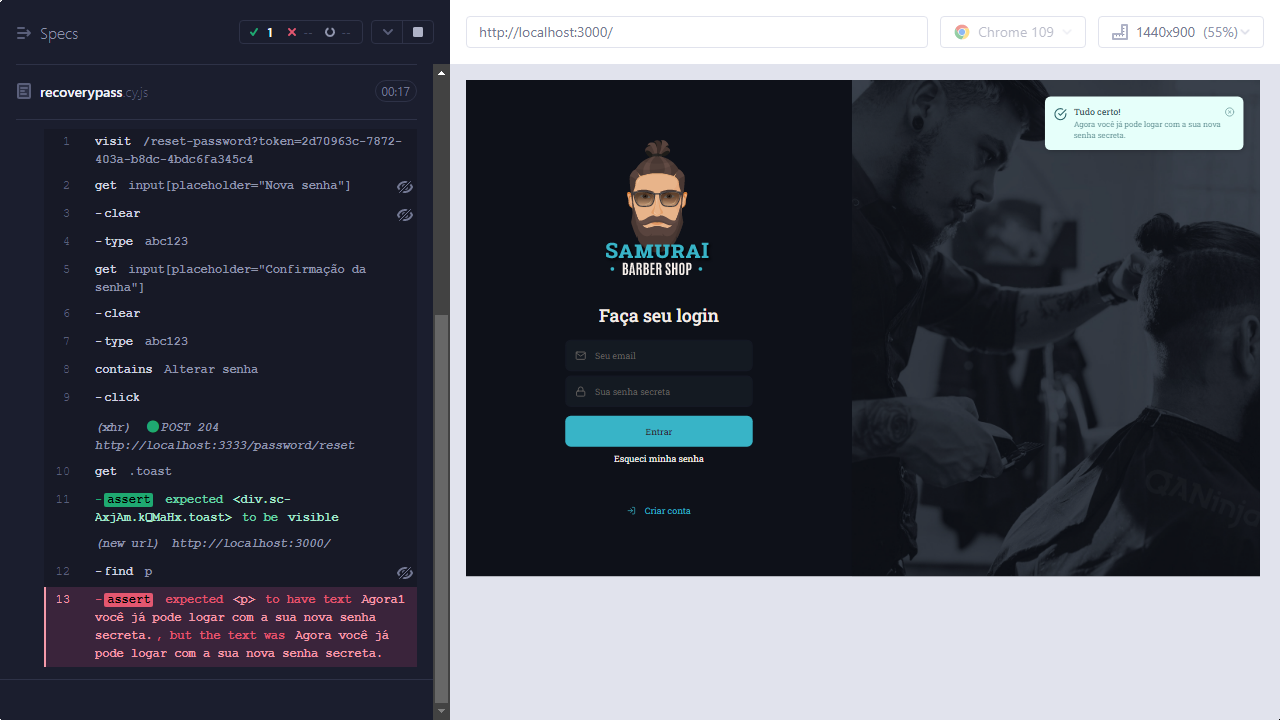 Specs
1
--
--
http://localhost:3000/
Chrome 109
1440x900 (55%)
recoverypass cy.js
00:17
1 visit /reset-password?token=2d70963c-7872-
403a-b8dc-4bdc6fa345c4
2 get input[placeholder="Nova senha"]
3 -clear
4 -type abc123
5 get input[placeholder="Confirmação da
senha"]
6 -clear
7 -type abc123
8 contains Alterar senha
9 -click
(xhr) POST 204
http://localhost:3333/password/reset
10 get .toast
11 -assert expected <div.sc-
to be visible
(new url) http://localhost:3000/
12 -find p
13 -assert expected <p> to have text Agora1
você já pode logar com a sua nova senha
secreta. , but the text was Agora você já
pode logar com a sua nova senha secreta.
Tudo certo!
Agora você já pode logar com a sua nova
senha secreta.
SAMURAI
• BARBER SHOP •
Faça seu login
Seu email
Sua senha secreta
Entrar
Esqueci minha senha
Criar conta
QANinja